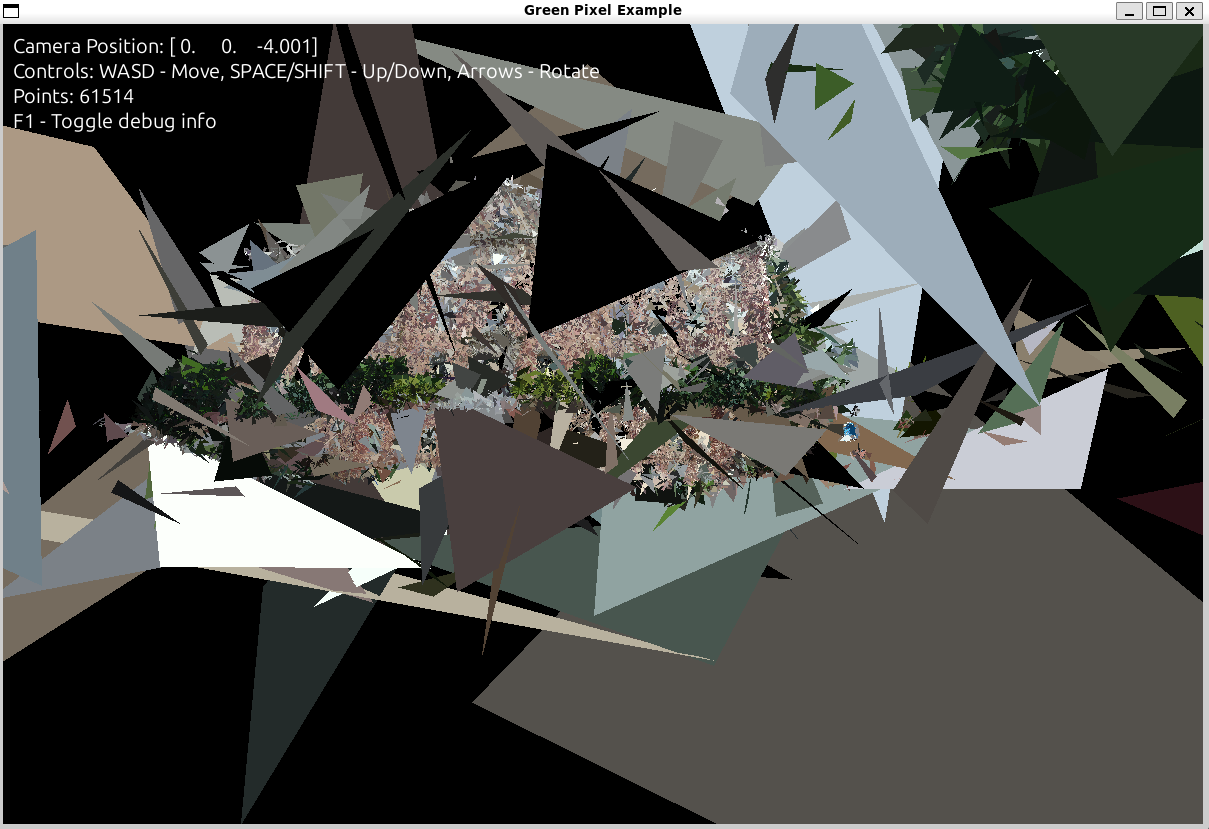 Green Pixel Example
Camera Position: [ 0. 0. -4.001]
Controls: WASD - Move, SPACE/SHIFT - Up/Down, Arrows - Rotate
Points: 61514
F1 - Toggle debug info